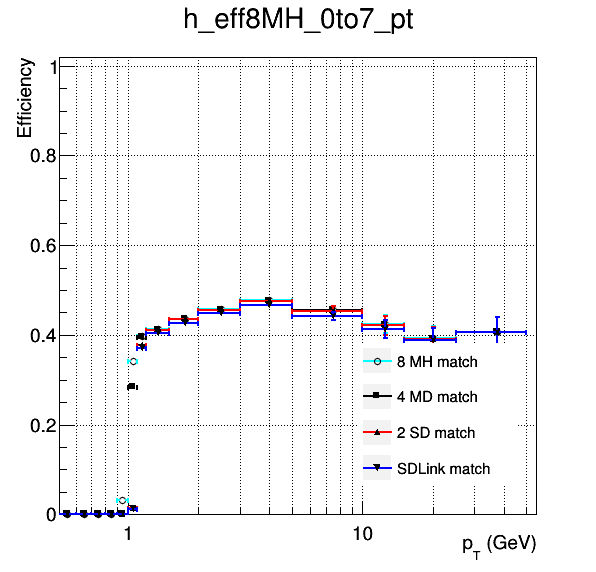 h_eff8MH_0to7_pt
Efficiency
1
0.8
0.6
0.4
0.2
0
8 MH match
4 MD match
2 SD match
SDLink match
1
10
p_T (GeV)